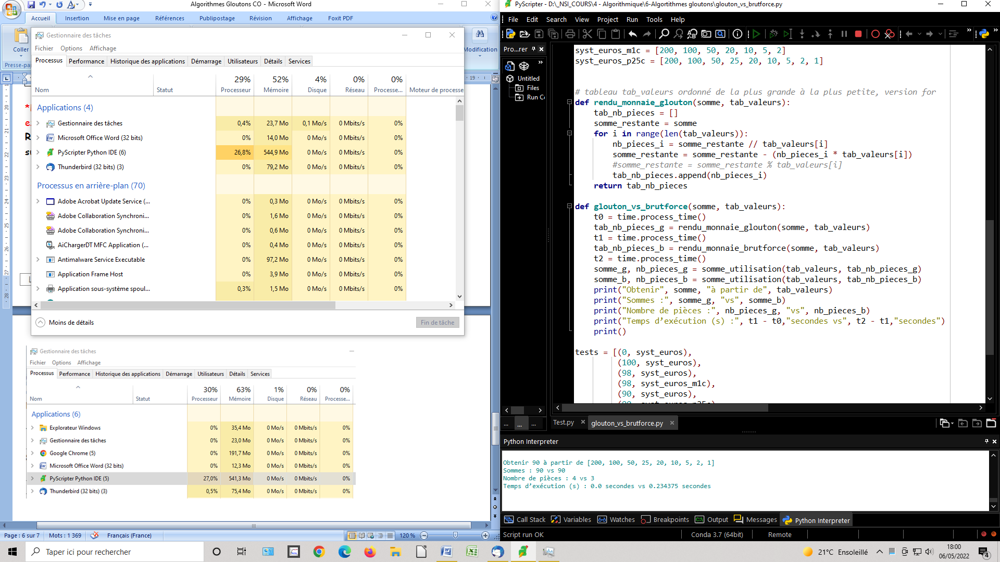 Algorithmes Gloutons CO - Microsoft Word
Accueil Insertion Mise en page Références Publipostage Révision Affichage Foxit PDF
Coller
Modification
Gestionnaire des tâches
Fichier Options Affichage
Processus Performance Historique des applications Démarrage Utilisateurs Détails Services
29% 52% 4% 0% 0%
Nom Statut Processeur Mémoire Disque Réseau Processe... Moteur de processe
Applications (4)
Gestionnaire des tâches 0,4% 23,7 Mo 0,1 Mo/s 0 Mbits/s 0%
Microsoft Office Word (32 bits) 0% 14,0 Mo 0 Mo/s 0 Mbits/s 0%
PyScripter Python IDE (6) 26,8% 544,9 Mo 0 Mo/s 0 Mbits/s 0%
Thunderbird (32 bits) (3) 0% 79,2 Mo 0 Mo/s 0 Mbits/s 0%
Processus en arrière-plan (70)
Adobe Acrobat Update Service (... 0% 0,3 Mo 0 Mo/s 0 Mbits/s 0%
Adobe Collaboration Synchroni... 0% 1,6 Mo 0 Mo/s 0 Mbits/s 0%
Adobe Collaboration Synchroni... 0% 0,6 Mo 0 Mo/s 0 Mbits/s 0%
AiChargerDT MFC Application (... 0% 0,4 Mo 0 Mo/s 0 Mbits/s 0%
Antimalware Service Executable 0% 97,2 Mo 0 Mo/s 0 Mbits/s 0%
Application Frame Host 0% 3,9 Mo 0 Mo/s 0 Mbits/s 0%
Application sous-système spoul... 0,3% 1,5 Mo 0 Mo/s 0 Mbits/s 0%
Moins de détails Fin de tâche
Gestionnaire des tâches
Fichier Options Affichage
Processus Performance Historique des applications Démarrage Utilisateurs Détails Services
30% 63% 1% 0% 0%
Nom Statut Processeur Mémoire Disque Réseau Processe...
Applications (6)
Explorateur Windows 0% 35,4 Mo 0 Mo/s 0 Mbits/s 0%
Gestionnaire des tâches 0% 23,0 Mo 0 Mo/s 0 Mbits/s 0%
Google Chrome (5) 0% 191,7 Mo 0 Mo/s 0 Mbits/s 0%
Microsoft Office Word (32 bits) 0% 12,3 Mo 0 Mo/s 0 Mbits/s 0%
PyScripter Python IDE (5) 27,0% 541,3 Mo 0 Mo/s 0 Mbits/s 0%
Thunderbird (32 bits) (3) 0,5% 75,4 Mo 0 Mo/s 0 Mbits/s 0%
Page : 6 sur 7 Mots : 1 369 Français (France) 120 %
PyScripter - D:\_NSI_COURS\4 - Algorithmique\6-Algortithmes gloutons\glouton_vs_brutforce.py
File Edit Search View Project Run Tools Help
Pro...rer
Untitled
Files
Run Co
syst_euros_m1c = [200, 100, 50, 20, 10, 5, 2]
syst_euros_p25c = [200, 100, 50, 25, 20, 10, 5, 2, 1]
# tableau tab_valeurs ordonné de la plus grande à la plus petite, version for
def rendu_monnaie_glouton(somme, tab_valeurs):
tab_nb_pieces = []
somme_restante = somme
for i in range(len(tab_valeurs)):
nb_pieces_i = somme_restante // tab_valeurs[i]
somme_restante = somme_restante - (nb_pieces_i * tab_valeurs[i])
#somme_restante = somme_restante % tab_valeurs[i]
tab_nb_pieces.append(nb_pieces_i)
return tab_nb_pieces
def glouton_vs_brutforce(somme, tab_valeurs):
t0 = time.process_time()
tab_nb_pieces_g = rendu_monnaie_glouton(somme, tab_valeurs)
t1 = time.process_time()
tab_nb_pieces_b = rendu_monnaie_brutforce(somme, tab_valeurs)
t2 = time.process_time()
somme_g, nb_pieces_g = somme_utilisation(tab_valeurs, tab_nb_pieces_g)
somme_b, nb_pieces_b = somme_utilisation(tab_valeurs, tab_nb_pieces_b)
print("Obtenir", somme, "à partir de", tab_valeurs)
print("Sommes :", somme_g, "vs", somme_b)
print("Nombre de pièces :", nb_pieces_g, "vs", nb_pieces_b)
print("Temps d’exécution (s) :", t1 - t0,"secondes vs", t2 - t1,"secondes")
print()
tests = [(0, syst_euros),
(100, syst_euros),
(98, syst_euros),
(98, syst_euros_m1c),
(90, syst_euros),
Test.py glouton_vs_brutforce.py
Python Interpreter
Obtenir 90 à partir de [200, 100, 50, 25, 20, 10, 5, 2, 1]
Sommes : 90 vs 90
Nombre de pièces : 4 vs 3
Temps d’exécution (s) : 0.0 secondes vs 0.234375 secondes
Call Stack Variables Watches Breakpoints Output Messages Python Interpreter
Script run OK Conda 3.7 (64bit) Remote
Taper ici pour rechercher
21°C Ensoleillé
18:00
06/05/2022
4